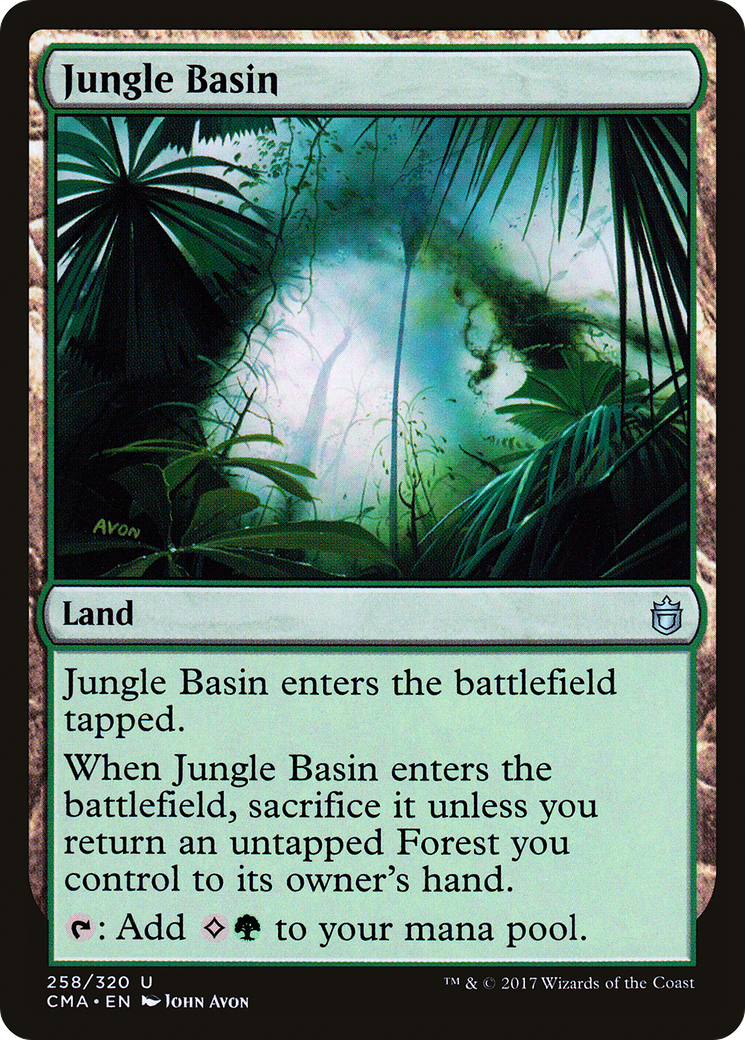 Jungle Basin
AVON
Land
Jungle Basin enters the battlefield
tapped.
When Jungle Basin enters the
battlefield, sacrifice it unless you
return an untapped Forest you
control to its owner's hand.
: Add to your mana pool.
258/320 U
™ & © 2017 Wizards of the Coast
CMA • EN John Avon